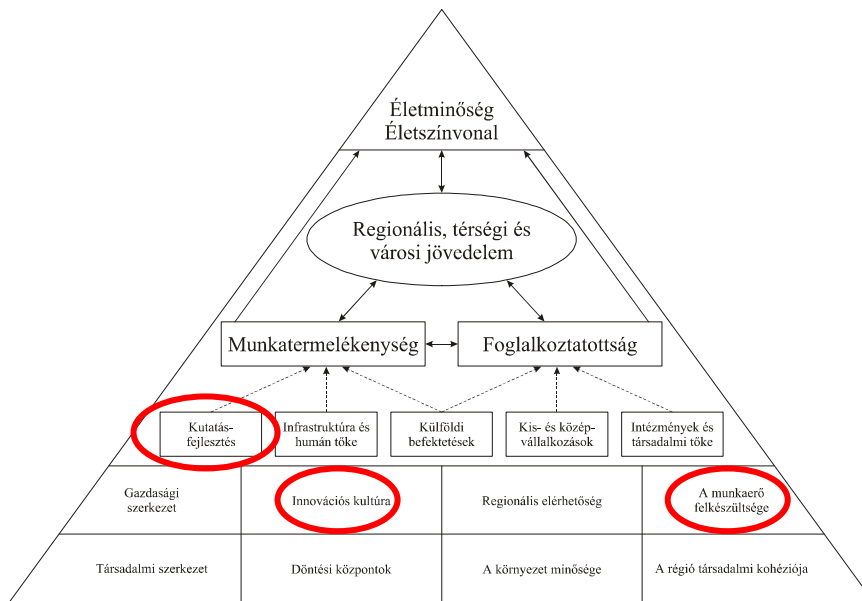 Életminőség
Életszínvonal
Regionális, térségi és
városi jövedelem
Munkatermelékenység
Foglalkoztatottság
Kutatás-
fejlesztés
Infrastruktúra és
humán tőke
Külföldi
befektetések
Kis- és közép-
vállalkozások
Intézmények és
társadalmi tőke
Gazdasági
szerkezet
Innovációs kultúra
Regionális elérhetőség
A munkaerő
felkészültsége
Társadalmi szerkezet
Döntési központok
A környezet minősége
A régió társadalmi kohéziója